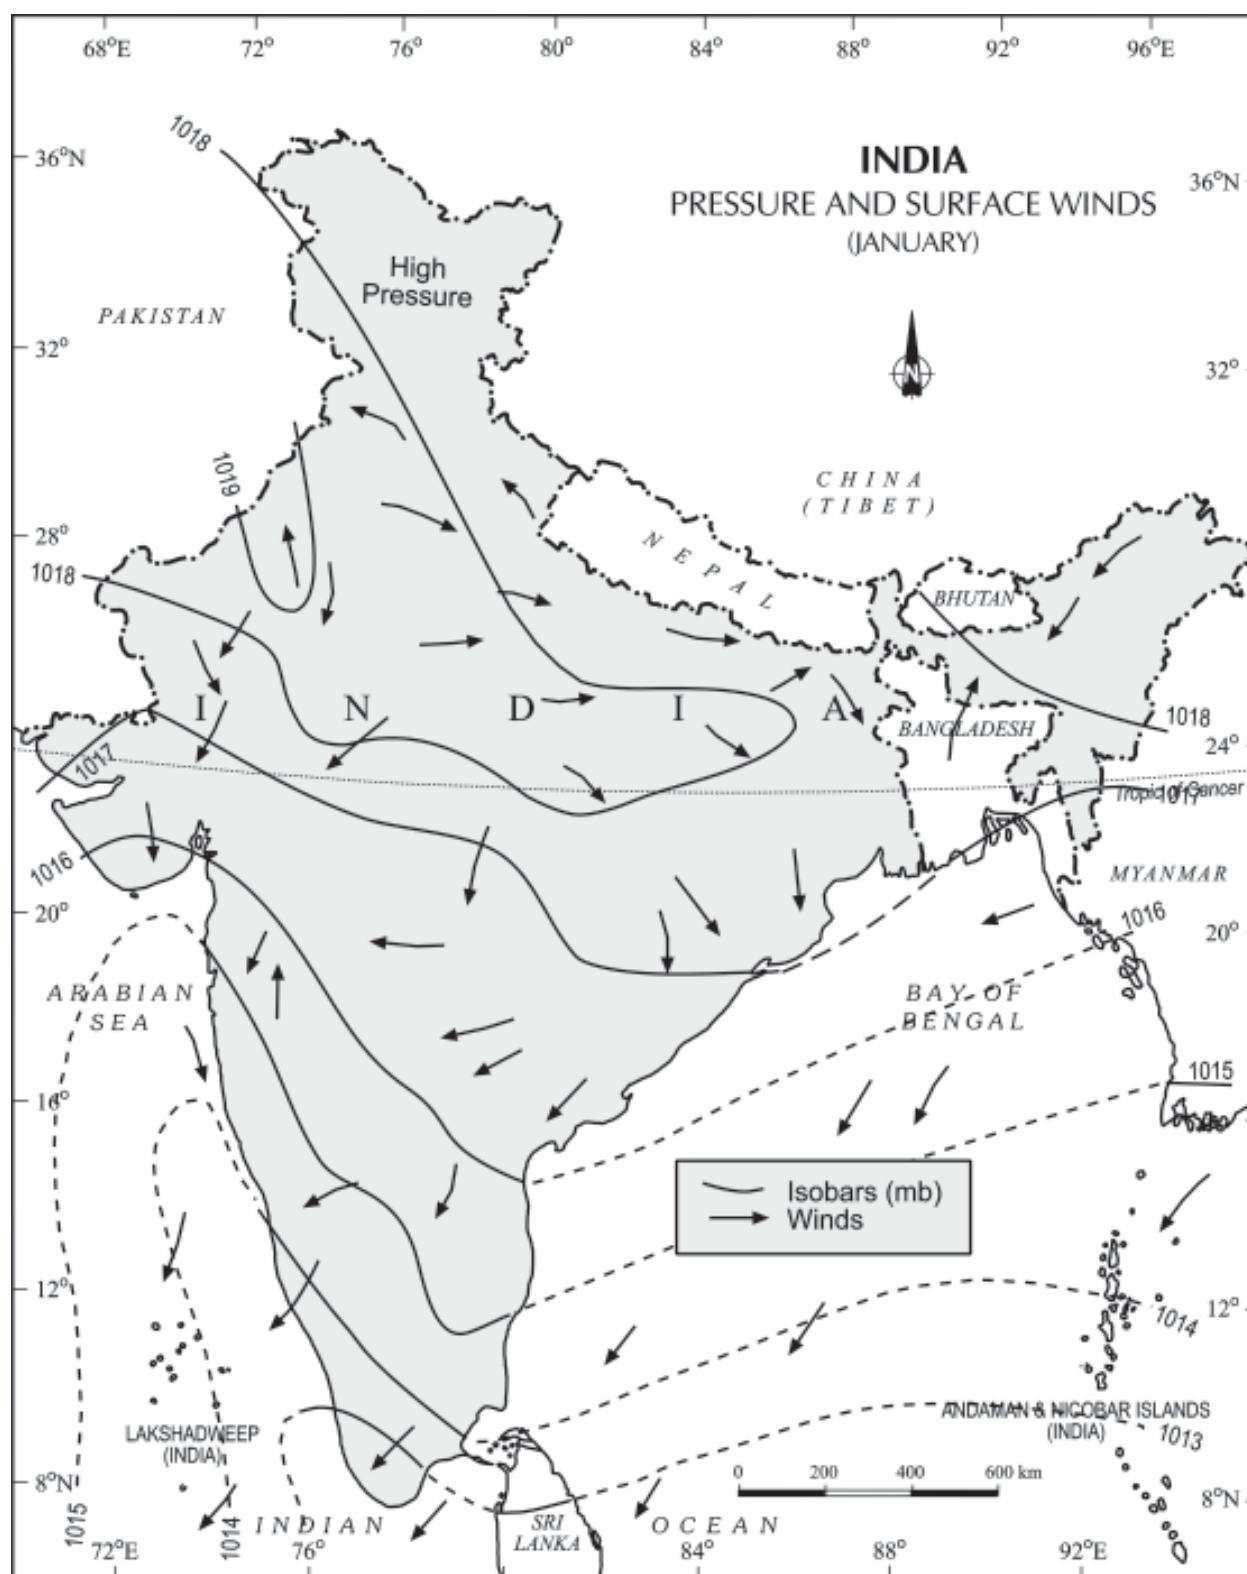 68°E 72° 76° 80° 84° 88° 92° 96°E
1018
36°N
INDIA
PRESSURE AND SURFACE WINDS
(JANUARY)
36°N
High
Pressure
PAKISTAN
32°
32°
N
1019
CHINA
(TIBET)
28°
NEPAL
1018
BHUTAN
I N D I A
BANGLADESH
1018
24°
1017
Tropic of Cancer
1017
1016
MYANMAR
20°
1016
20°
ARABIAN
SEA
BAY OF
BENGAL
1015
16°
Isobars (mb)
Winds
12°
1014
12°
LAKSHADWEEP
(INDIA)
ANDAMAN & NICOBAR ISLANDS
(INDIA)
1013
0 200 400 600 km
8°N
8°N
1015
1014
INDIAN
SRI
LANKA
OCEAN
72°E 76° 84° 88° 92°E